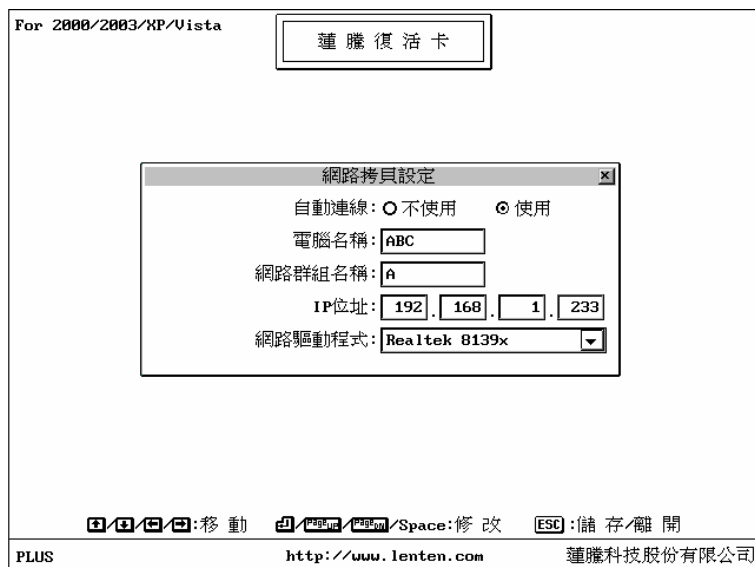 For 2000/2003/XP/Vista
蓮騰復活卡
網路拷貝設定
自動連線: 不使用 使用
電腦名稱: ABC
網路群組名稱: A
IP位址: 192 . 168 . 1 . 233
網路驅動程式: Realtek 8139x
/ / / :移 動 / PageUP / PageDN /Space:修 改 ESC :儲 存/離 開
PLUS http://www.lenten.com 蓮騰科技股份有限公司